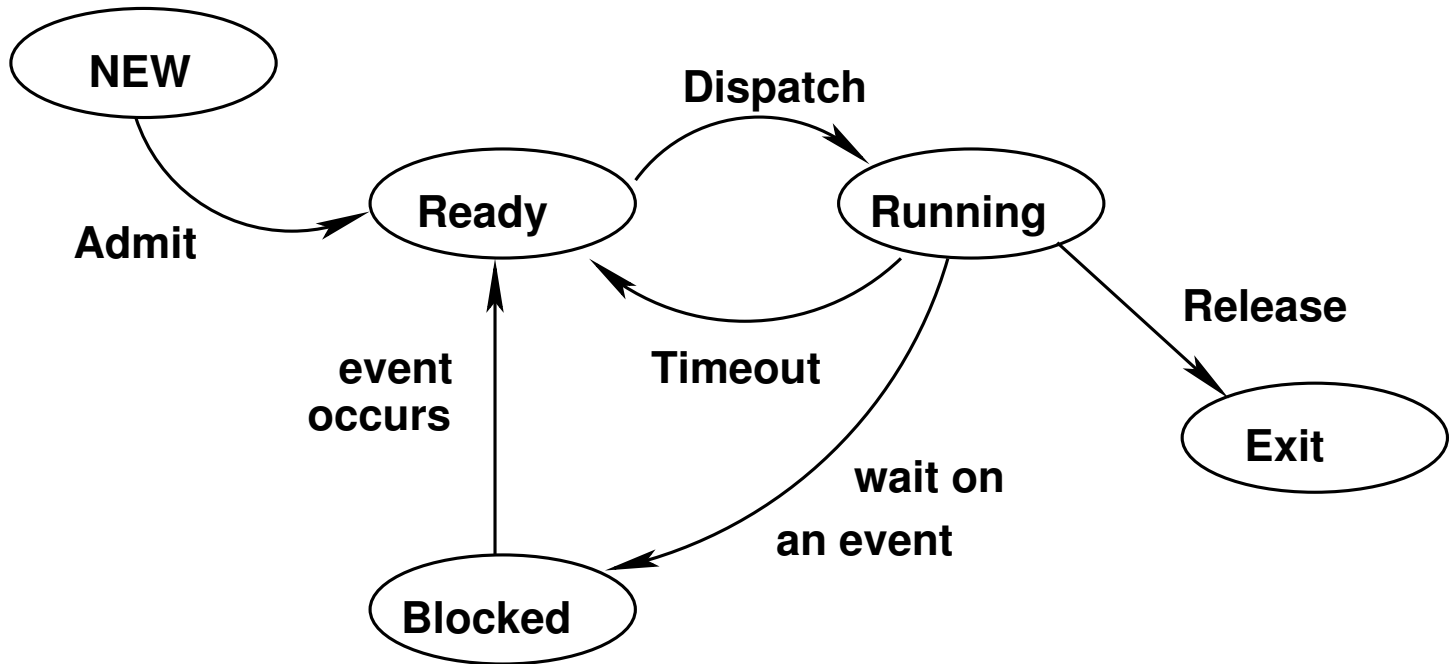 NEW
Dispatch
Ready
Running
Admit
Release
event
occurs
Timeout
Exit
wait on
an event
Blocked